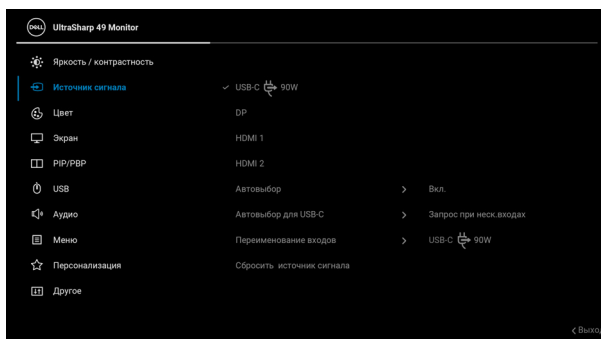 DELL UltraSharp 49 Monitor
Яркость / контрастность
Источник сигнала ✓ USB-C 90W
Цвет DP
Экран HDMI 1
PIP/PBP HDMI 2
USB Автовыбор > Вкл.
Аудио Автовыбор для USB-C > Запрос при неск.входах
Меню Переименование входов > USB-C 90W
Персонализация Сбросить источник сигнала
Другое
< Выхо